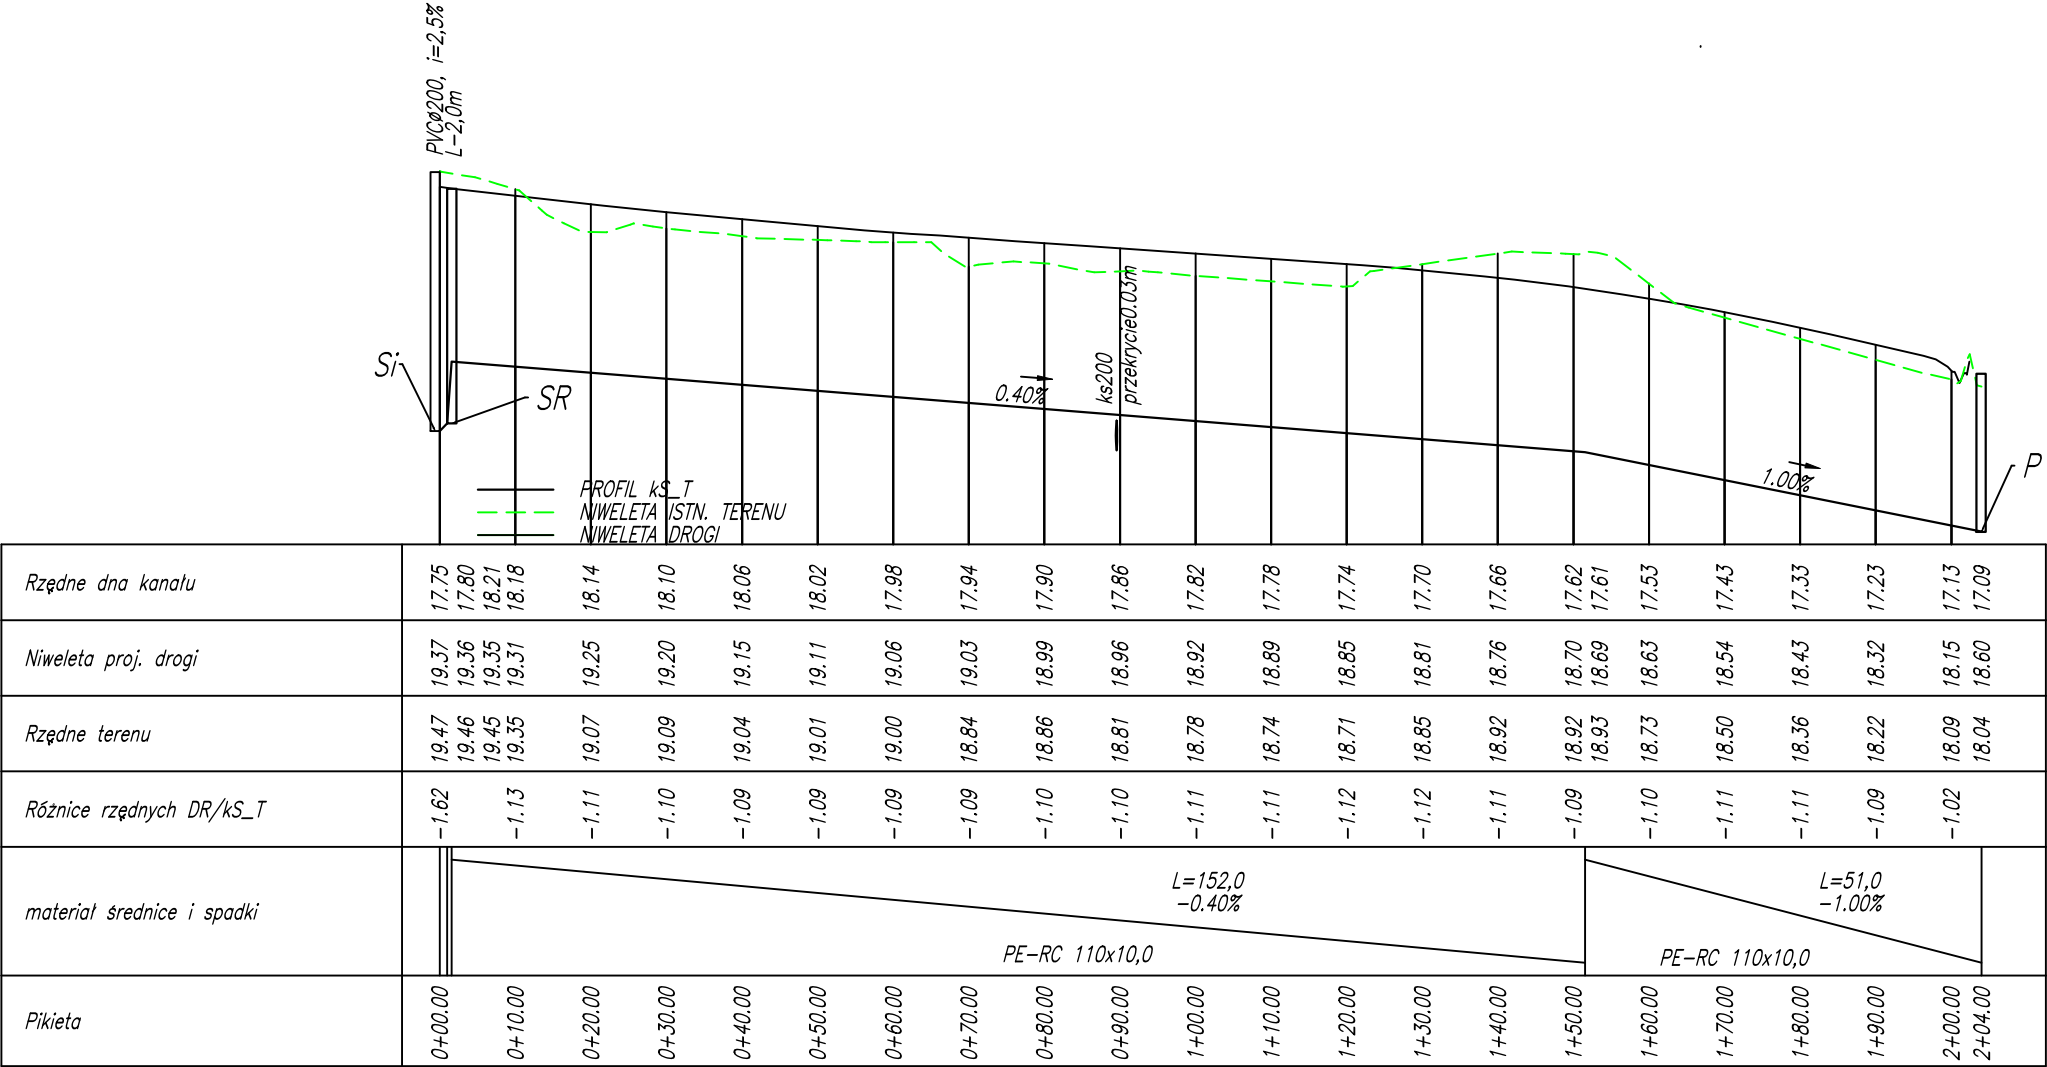 PVCø200, i=2,5%
L-2,0m
Si
SR
0.40%
ks200
przekrycie0.03m
1.00%
P
PROFIL kS_T
NIWELETA ISTN. TERENU
NIWELETA DROGI
Rzędne dna kanału
17.75 17.80 18.21 18.18 18.14 18.10 18.06 18.02 17.98 17.94 17.90 17.86 17.82 17.78 17.74 17.70 17.66 17.62 17.61 17.53 17.43 17.33 17.23 17.13 17.09
Niweleta proj. drogi
19.37 19.36 19.35 19.31 19.25 19.20 19.15 19.11 19.06 19.03 18.99 18.96 18.92 18.89 18.85 18.81 18.76 18.70 18.69 18.63 18.54 18.43 18.32 18.15 18.60
Rzędne terenu
19.47 19.46 19.45 19.35 19.07 19.09 19.04 19.01 19.00 18.84 18.86 18.81 18.78 18.74 18.71 18.85 18.92 18.92 18.93 18.73 18.50 18.36 18.22 18.09 18.04
Różnice rzędnych DR/kS_T
-1.62 -1.13 -1.11 -1.10 -1.09 -1.09 -1.09 -1.09 -1.10 -1.10 -1.11 -1.11 -1.12 -1.12 -1.11 -1.09 -1.10 -1.11 -1.11 -1.09 -1.02
materiał średnice i spadki
L=152,0
-0.40%
PE-RC 110x10,0
L=51,0
-1.00%
PE-RC 110x10,0
Pikieta
0+00.00 0+10.00 0+20.00 0+30.00 0+40.00 0+50.00 0+60.00 0+70.00 0+80.00 0+90.00 1+00.00 1+10.00 1+20.00 1+30.00 1+40.00 1+50.00 1+60.00 1+70.00 1+80.00 1+90.00 2+00.00 2+04.00